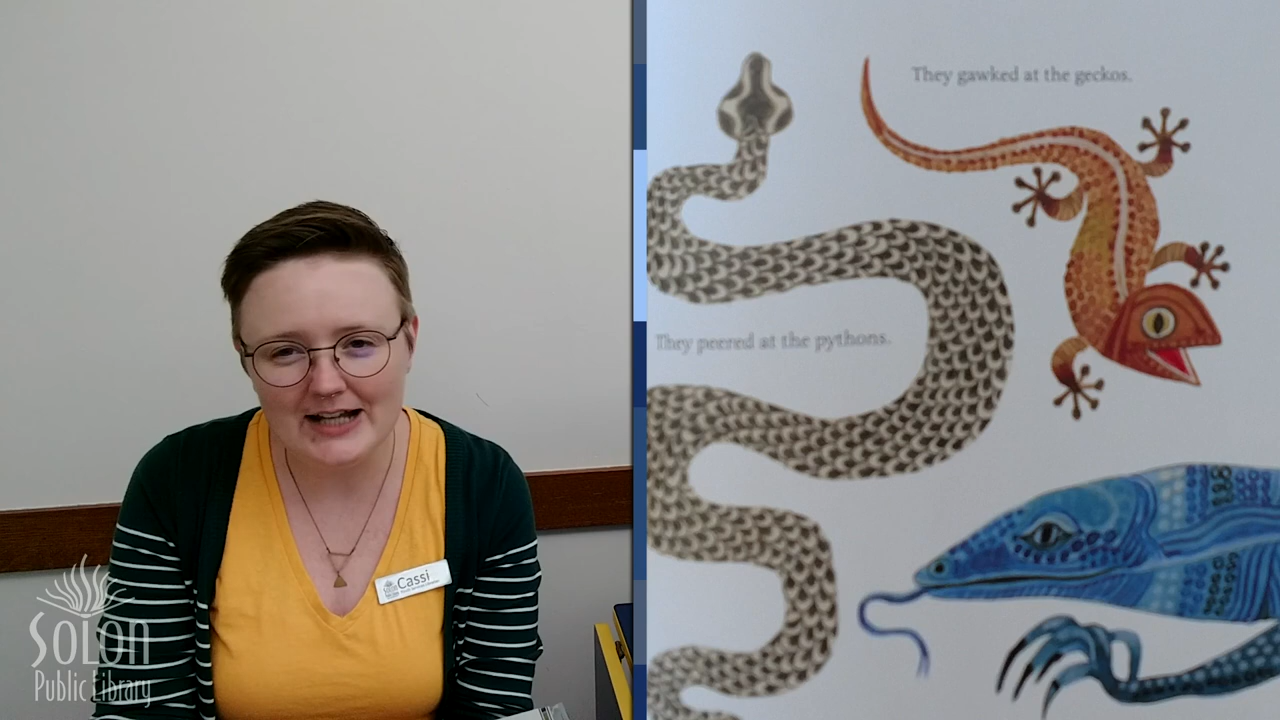 They gawked at the geckos.
They peered at the pythons.
Cassi
SOLON
Public Library